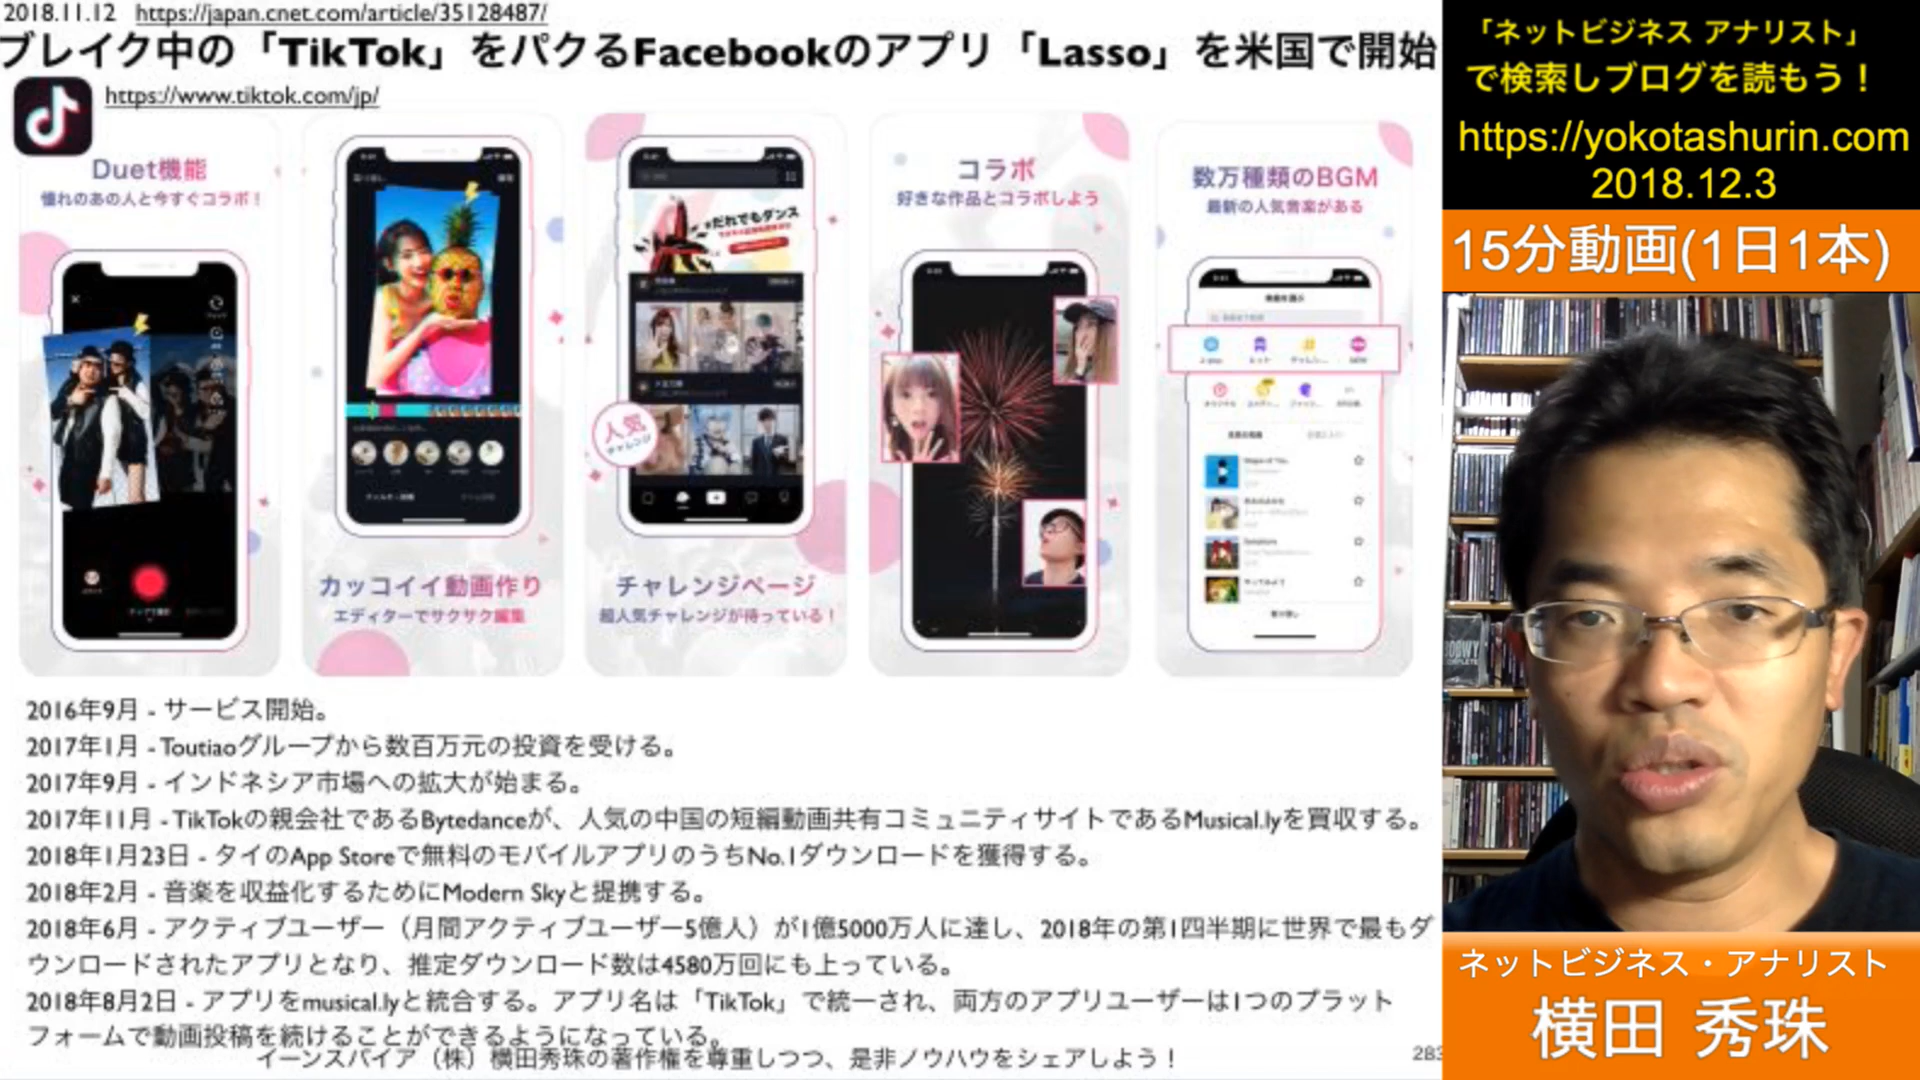 2018.11.12 https://japan.cnet.com/article/35128487/
ブレイク中の「TikTok」をパクるFacebookのアプリ「Lasso」を米国で開始
https://www.tiktok.com/jp/
Duet機能
憧れのあの人と今すぐコラボ！
カッコイイ動画作り
エディターでサクサク編集
#だれでもダンス
人気
チャレンジ
チャレンジページ
超人気チャレンジが待っている！
コラボ
好きな作品とコラボしよう
数万種類のBGM
最新の人気音楽がある
2016年9月 - サービス開始。
2017年1月 - Toutiaoグループから数百万元の投資を受ける。
2017年9月 - インドネシア市場への拡大が始まる。
2017年11月 - TikTokの親会社であるBytedanceが、人気の中国の短編動画共有コミュニティサイトであるMusical.lyを買収する。
2018年1月23日 - タイのApp Storeで無料のモバイルアプリのうちNo.1ダウンロードを獲得する。
2018年2月 - 音楽を収益化するためにModern Skyと提携する。
2018年6月 - アクティブユーザー（月間アクティブユーザー5億人）が1億5000万人に達し、2018年の第1四半期に世界で最もダ
ウンロードされたアプリとなり、推定ダウンロード数は4580万回にも上っている。
2018年8月2日 - アプリをmusical.lyと統合する。アプリ名は「TikTok」で統一され、両方のアプリユーザーは1つのプラット
フォームで動画投稿を続けることができるようになっている。
イーンスパイア（株）横田秀珠の著作権を尊重しつつ、是非ノウハウをシェアしよう！
283
「ネットビジネス アナリスト」
で検索しブログを読もう！
https://yokotashurin.com
2018.12.3
15分動画(1日1本)
BOOWY
COMPLETE
ネットビジネス・アナリスト
横田 秀珠